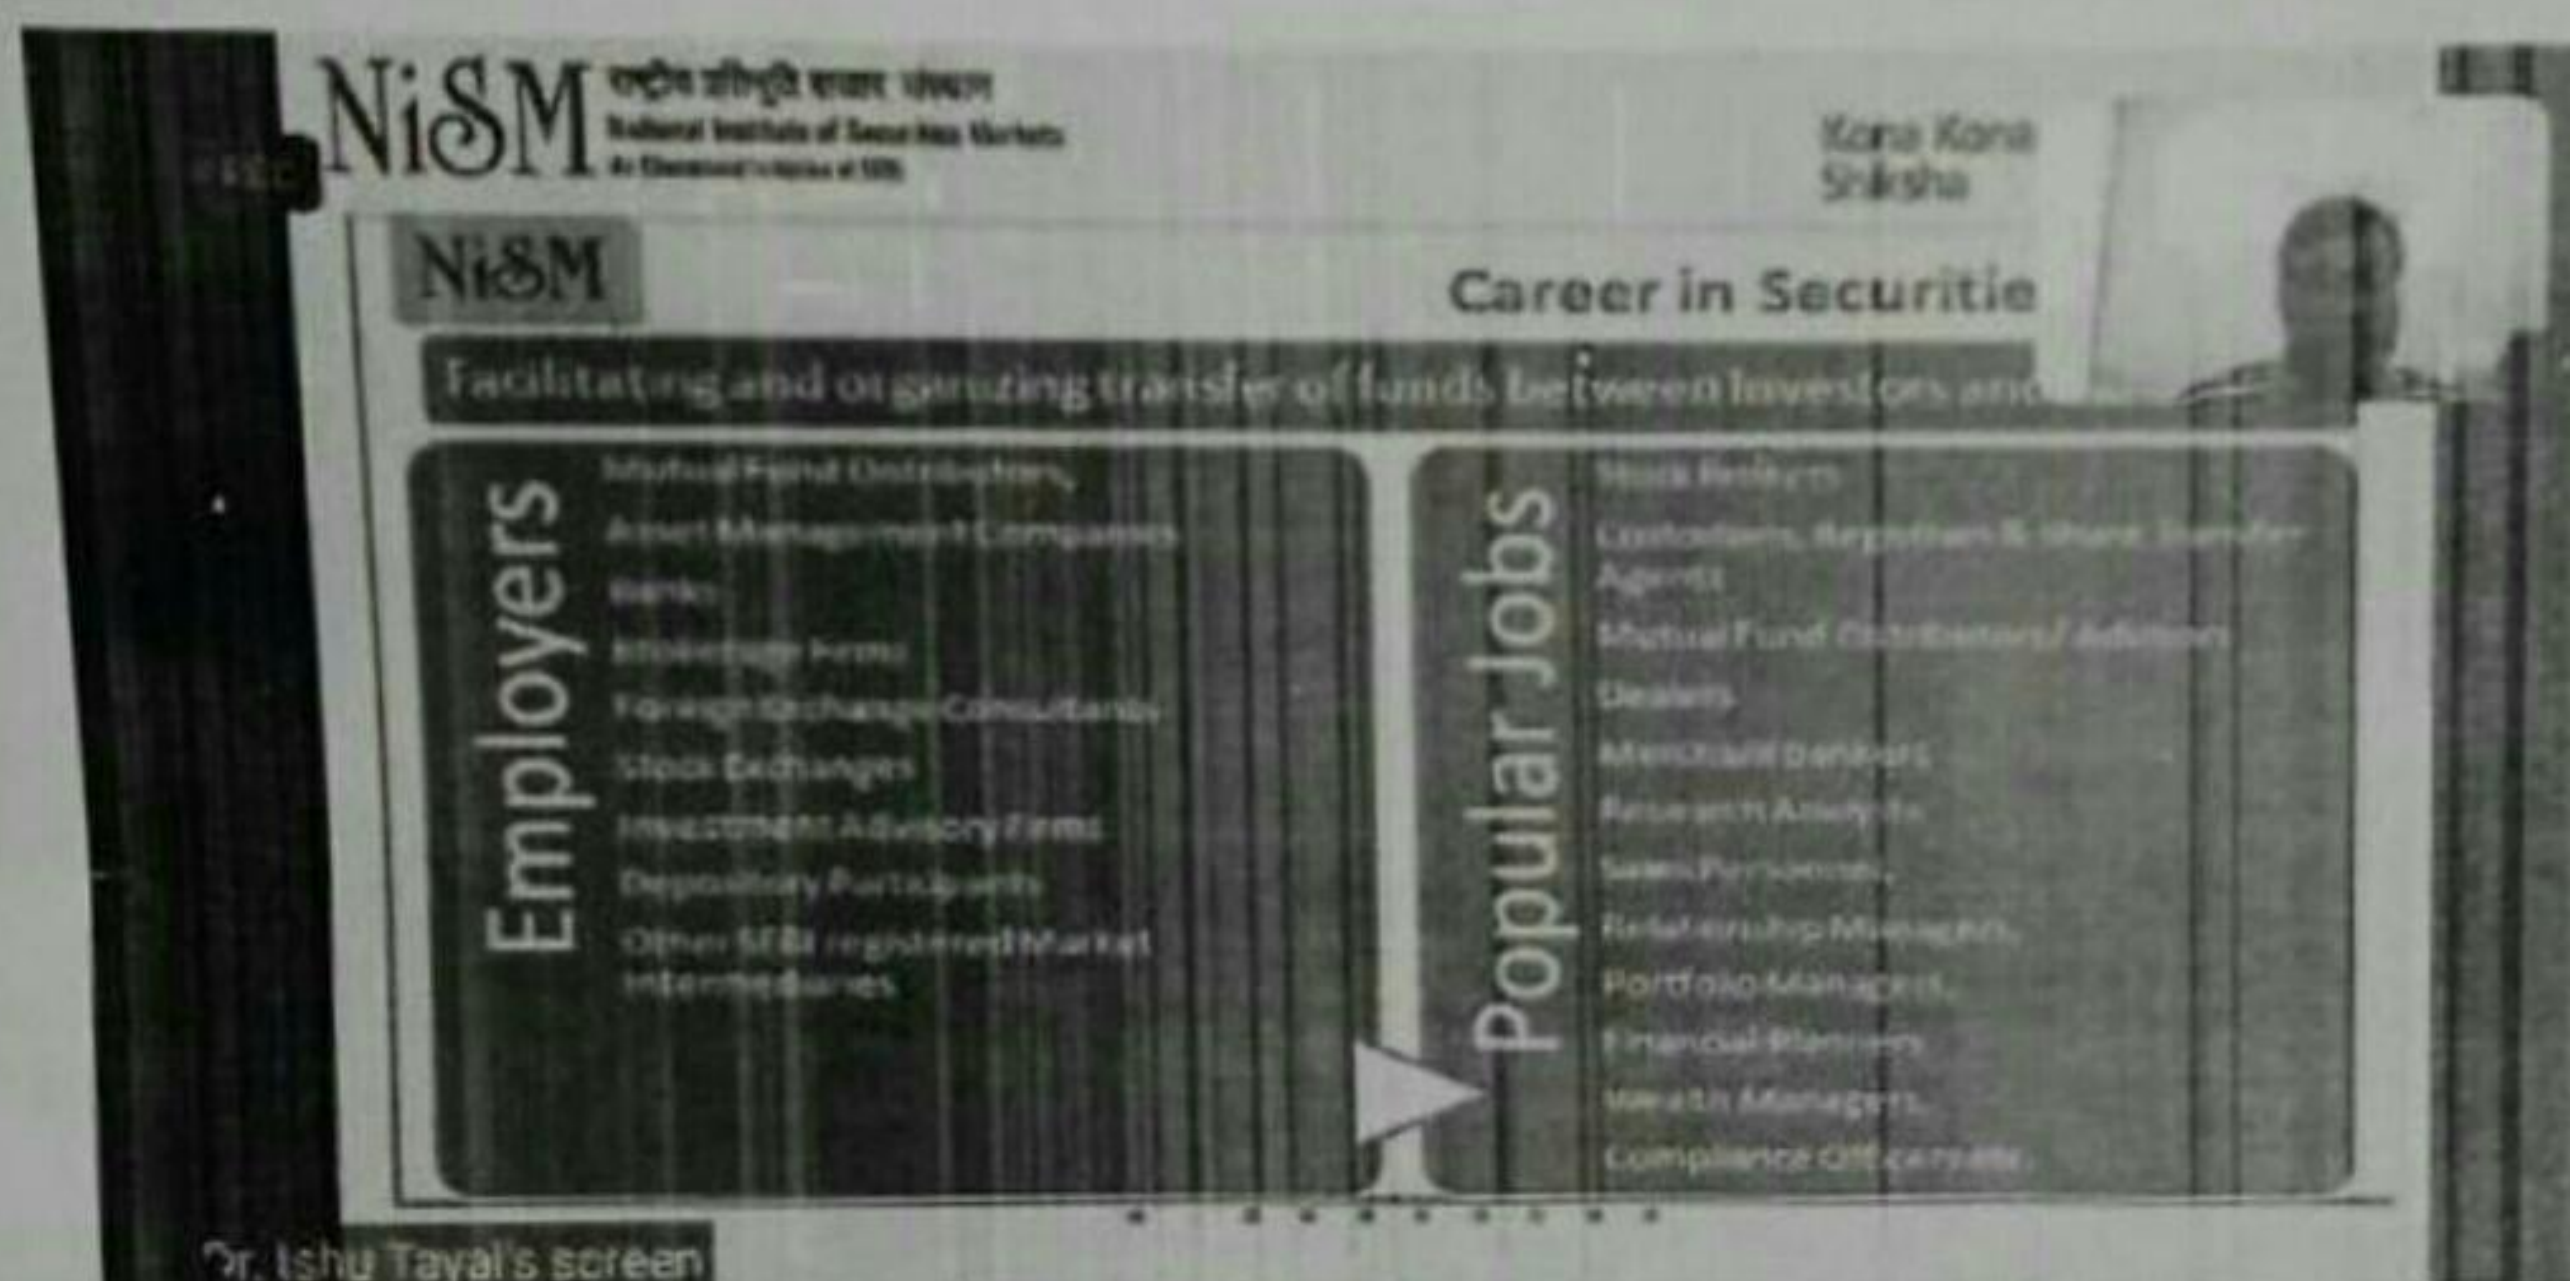 NiSM
राष्ट्रीय प्रतिभूति बाजार संस्थान
National Institute of Securities Markets
Kona Kona
Shiksha
NiSM
Career in Securitie
Facilitating and organizing transfer of funds between Investors and
Employers
Mutual Fund Distributors,
Asset Management Companies
Banks
Brokerage Firms
Foreign Exchange Consultants
Stock Exchanges
Investment Advisory Firms
Depository Participants
Other SEBI registered Market
Intermediaries
Popular Jobs
Stock Brokers
Custodians, Registrars & Share Transfer
Agents
Mutual Fund Distributors/ Advisors
Dealers
Merchant Bankers
Research Analysts
Sales Personnel,
Relationship Managers,
Portfolio Managers,
Financial Planners
Wealth Managers,
Compliance Officers
Dr. Ishu Tayal's screen